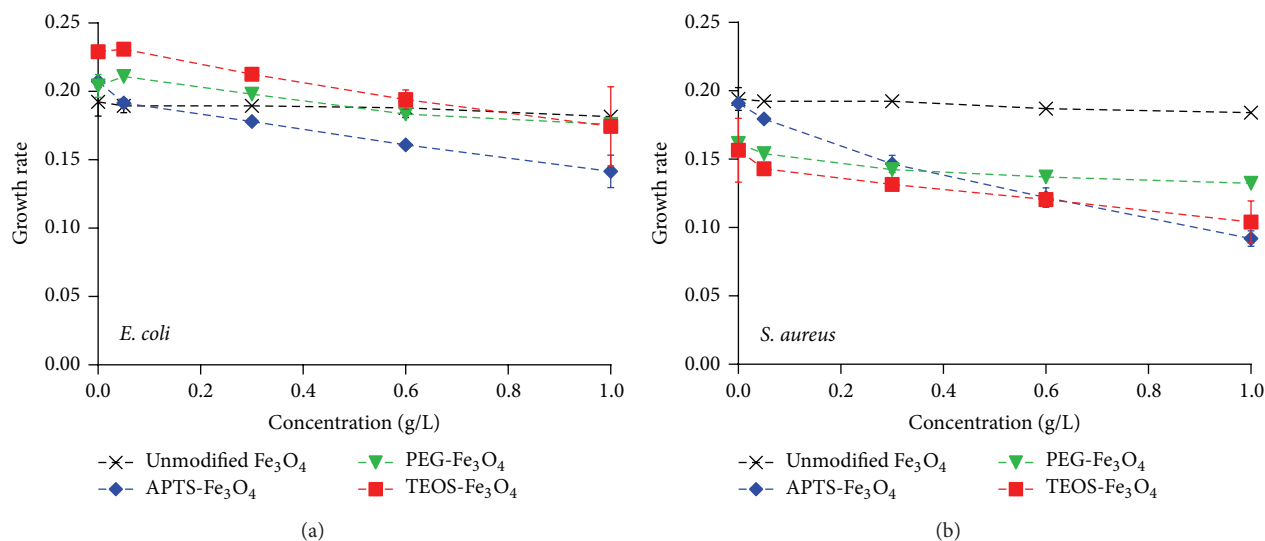 0.25
0.20
0.15
0.10
0.05
0.00
Growth rate
E. coli
0.0 0.2 0.4 0.6 0.8 1.0
Concentration (g/L)
Unmodified Fe₃O₄ PEG-Fe₃O₄
APTS-Fe₃O₄ TEOS-Fe₃O₄
(a)
0.25
0.20
0.15
0.10
0.05
0.00
Growth rate
S. aureus
0.0 0.2 0.4 0.6 0.8 1.0
Concentration (g/L)
Unmodified Fe₃O₄ PEG-Fe₃O₄
APTS-Fe₃O₄ TEOS-Fe₃O₄
(b)